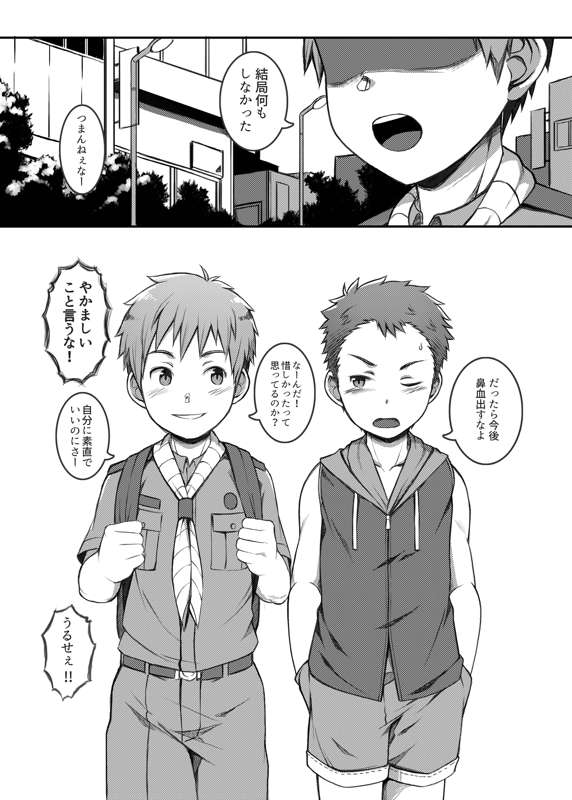 結局何も
しなかった
つまんねぇなー
だったら今後
鼻血出すなよ
なーんだ！
惜しかったって
思ってるのか？
やかましい
こと言うな！
自分に素直で
いいのにさー
うるせぇ!!